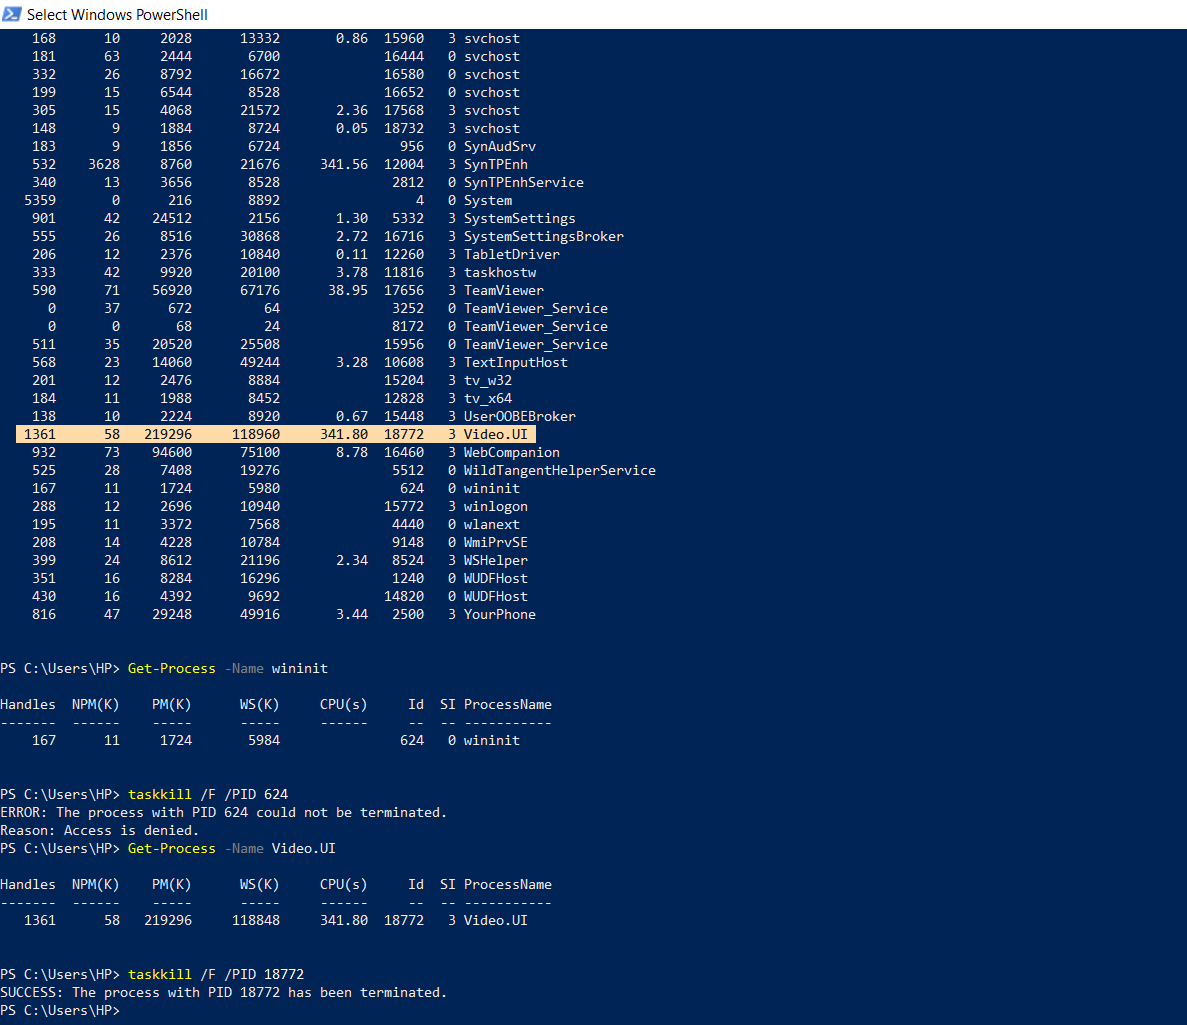 Select Windows PowerShell
168 10 2028 13332 0.86 15960 3 svchost
181 63 2444 6700 16444 0 svchost
332 26 8792 16672 16580 0 svchost
199 15 6544 8528 16652 0 svchost
305 15 4068 21572 2.36 17568 3 svchost
148 9 1884 8724 0.05 18732 3 svchost
183 9 1856 6724 956 0 SynAudSrv
532 3628 8760 21676 341.56 12004 3 SynTPEnh
340 13 3656 8528 2812 0 SynTPEnhService
5359 0 216 8892 4 0 System
901 42 24512 2156 1.30 5332 3 SystemSettings
555 26 8516 30868 2.72 16716 3 SystemSettingsBroker
206 12 2376 10840 0.11 12260 3 TabletDriver
333 42 9920 20100 3.78 11816 3 taskhostw
590 71 56920 67176 38.95 17656 3 TeamViewer
0 37 672 64 3252 0 TeamViewer_Service
0 0 68 24 8172 0 TeamViewer_Service
511 35 20520 25508 15956 0 TeamViewer_Service
568 23 14060 49244 3.28 10608 3 TextInputHost
201 12 2476 8884 15204 3 tv_w32
184 11 1988 8452 12828 3 tv_x64
138 10 2224 8920 0.67 15448 3 UserOOBEBroker
1361 58 219296 118960 341.80 18772 3 Video.UI
932 73 94600 75100 8.78 16460 3 WebCompanion
525 28 7408 19276 5512 0 WildTangentHelperService
167 11 1724 5980 624 0 wininit
288 12 2696 10940 15772 3 winlogon
195 11 3372 7568 4440 0 wlanext
208 14 4228 10784 9148 0 WmiPrvSE
399 24 8612 21196 2.34 8524 3 WSHelper
351 16 8284 16296 1240 0 WUDFHost
430 16 4392 9692 14820 0 WUDFHost
816 47 29248 49916 3.44 2500 3 YourPhone
PS C:\Users\HP> Get-Process -Name wininit
Handles NPM(K) PM(K) WS(K) CPU(s) Id SI ProcessName
------- ------ ----- ----- ------ -- -- -----------
167 11 1724 5984 624 0 wininit
PS C:\Users\HP> taskkill /F /PID 624
ERROR: The process with PID 624 could not be terminated.
Reason: Access is denied.
PS C:\Users\HP> Get-Process -Name Video.UI
Handles NPM(K) PM(K) WS(K) CPU(s) Id SI ProcessName
------- ------ ----- ----- ------ -- -- -----------
1361 58 219296 118848 341.80 18772 3 Video.UI
PS C:\Users\HP> taskkill /F /PID 18772
SUCCESS: The process with PID 18772 has been terminated.
PS C:\Users\HP>